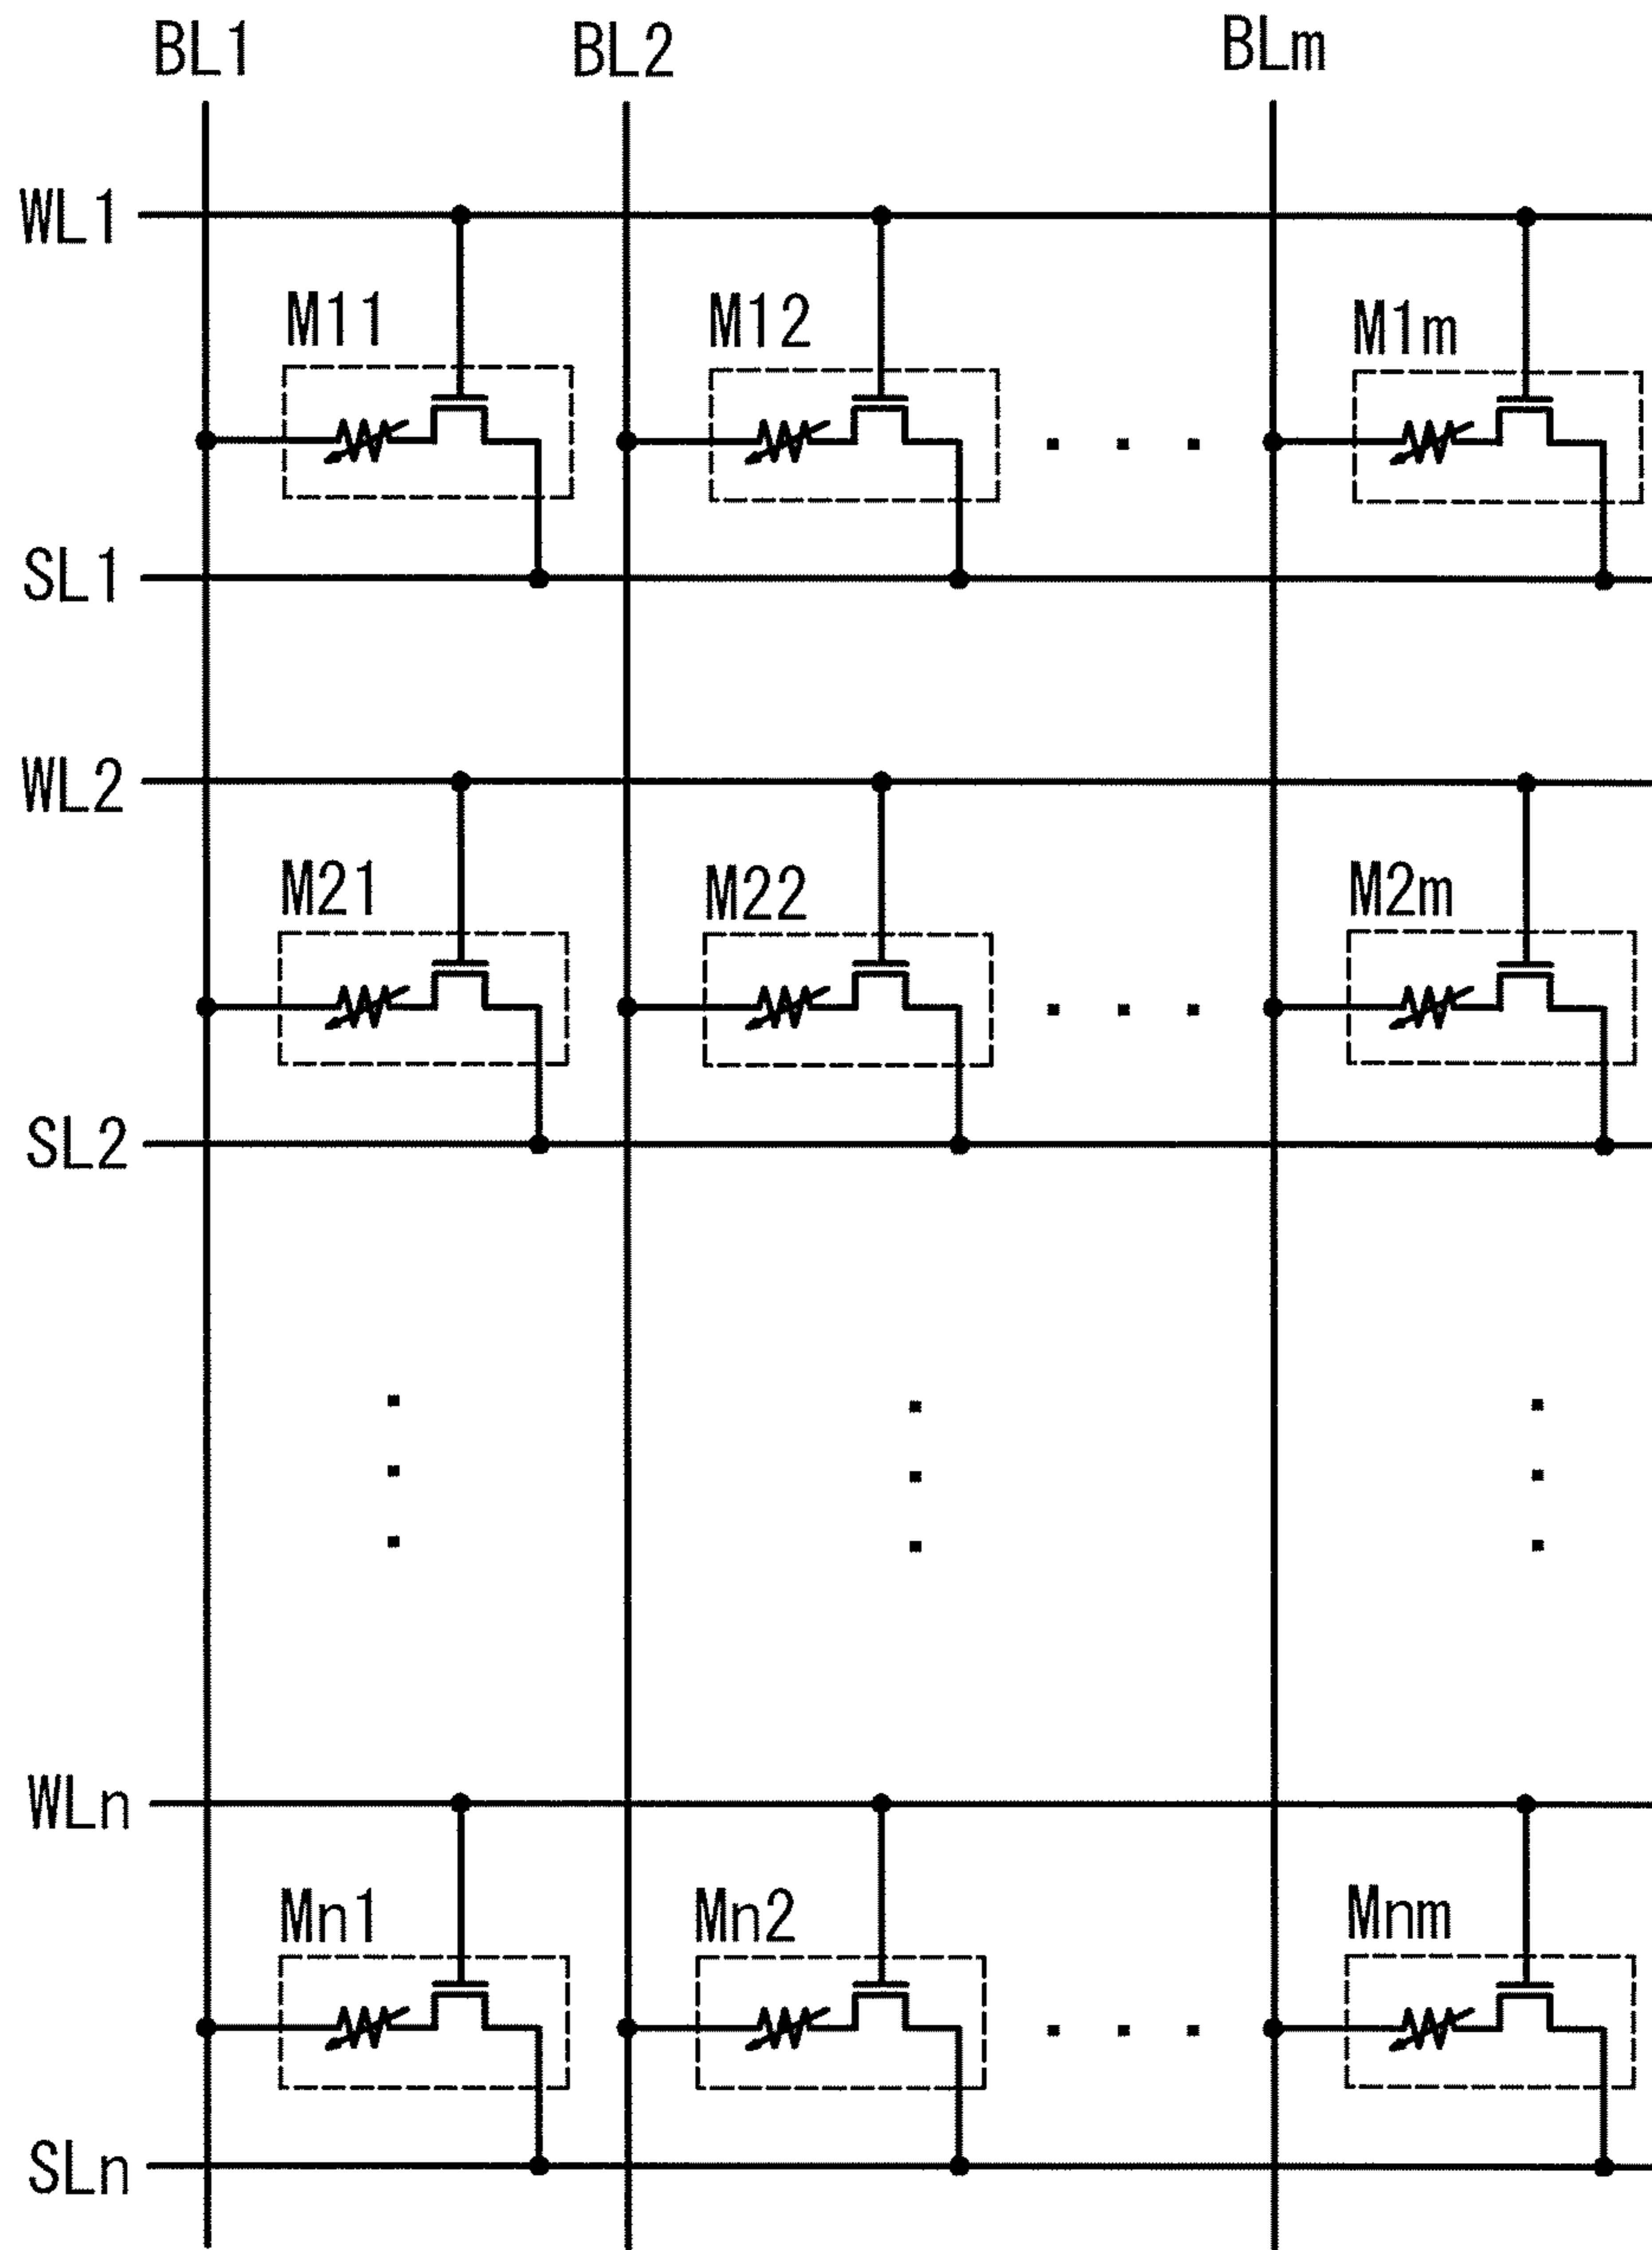 BL1 BL2 BLm
WL1
M11 M12 M1m
SL1
WL2
M21 M22 M2m
SL2
WLn
Mn1 Mn2 Mnm
SLn